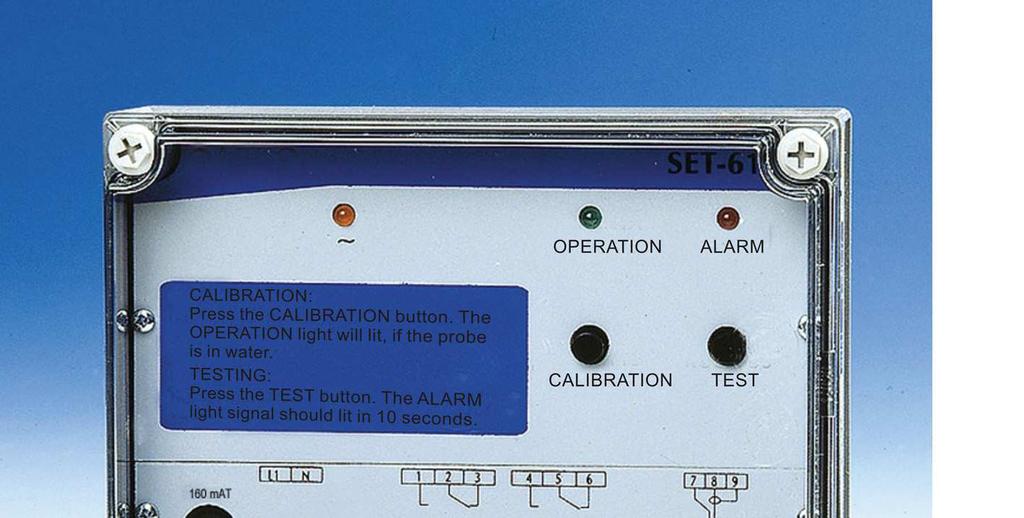 SET-61
~
OPERATION ALARM
CALIBRATION:
Press the CALIBRATION button. The
OPERATION light will lit, if the probe
is in water.
TESTING:
Press the TEST button. The ALARM
light signal should lit in 10 seconds.
CALIBRATION TEST
L1 N 1 2 3 4 5 6 7 8 9
160 mAT